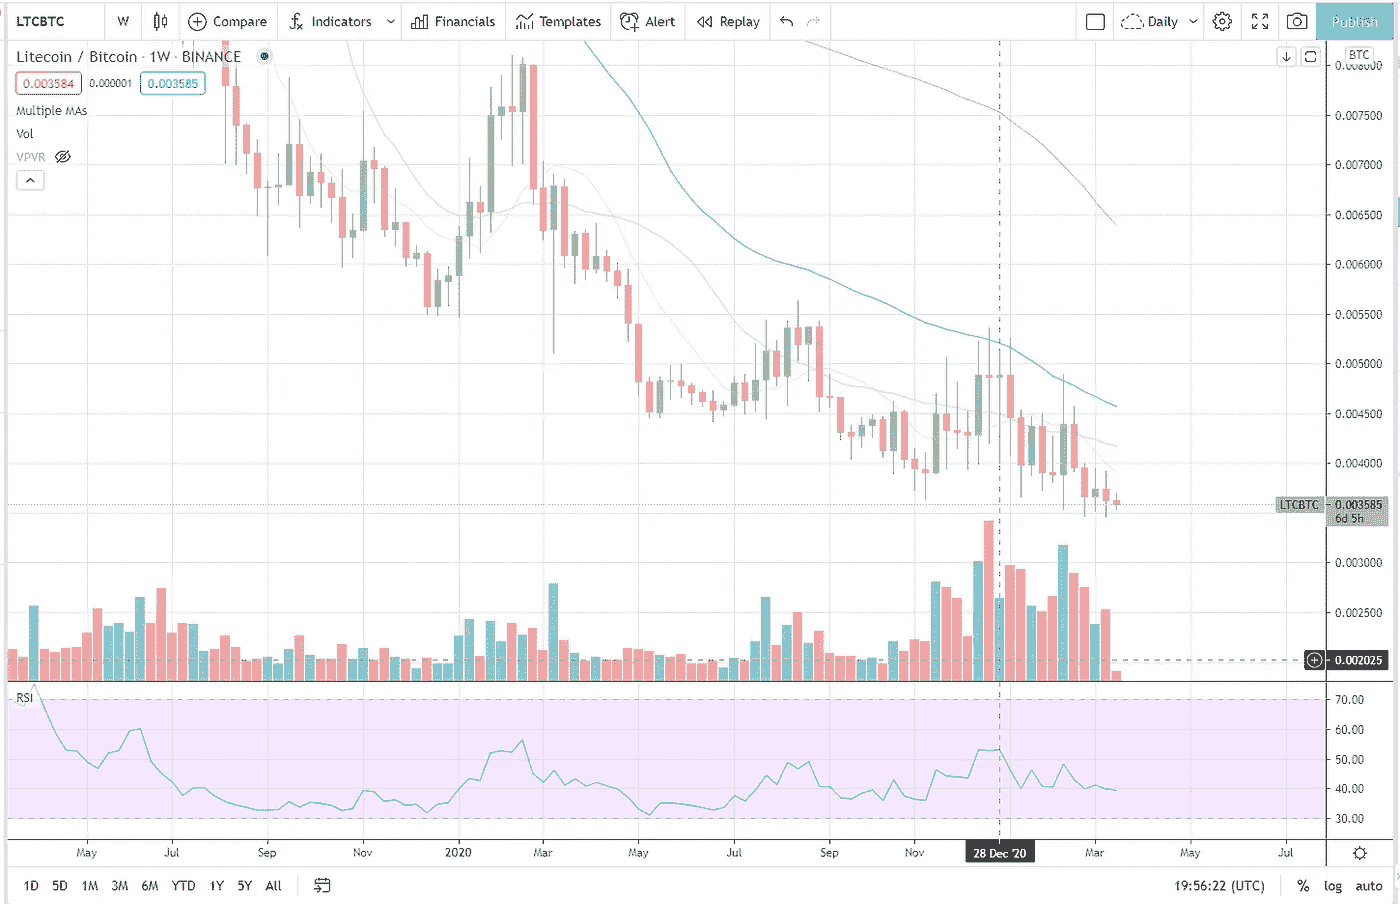 LTCBTC W Compare Indicators Financials Templates Alert Replay Daily Publish
Litecoin / Bitcoin · 1W · BINANCE
0.003584 0.000001 0.003585
Multiple MAs
Vol
VPVR
BTC
0.008000
0.007500
0.007000
0.006500
0.006000
0.005500
0.005000
0.004500
0.004000
LTCBTC 0.003585
6d 5h
0.003000
0.002500
0.002025
RSI
70.00
60.00
50.00
40.00
30.00
May Jul Sep Nov 2020 Mar May Jul Sep Nov 28 Dec '20 Mar May Jul
1D 5D 1M 3M 6M YTD 1Y 5Y All 19:56:22 (UTC) % log auto